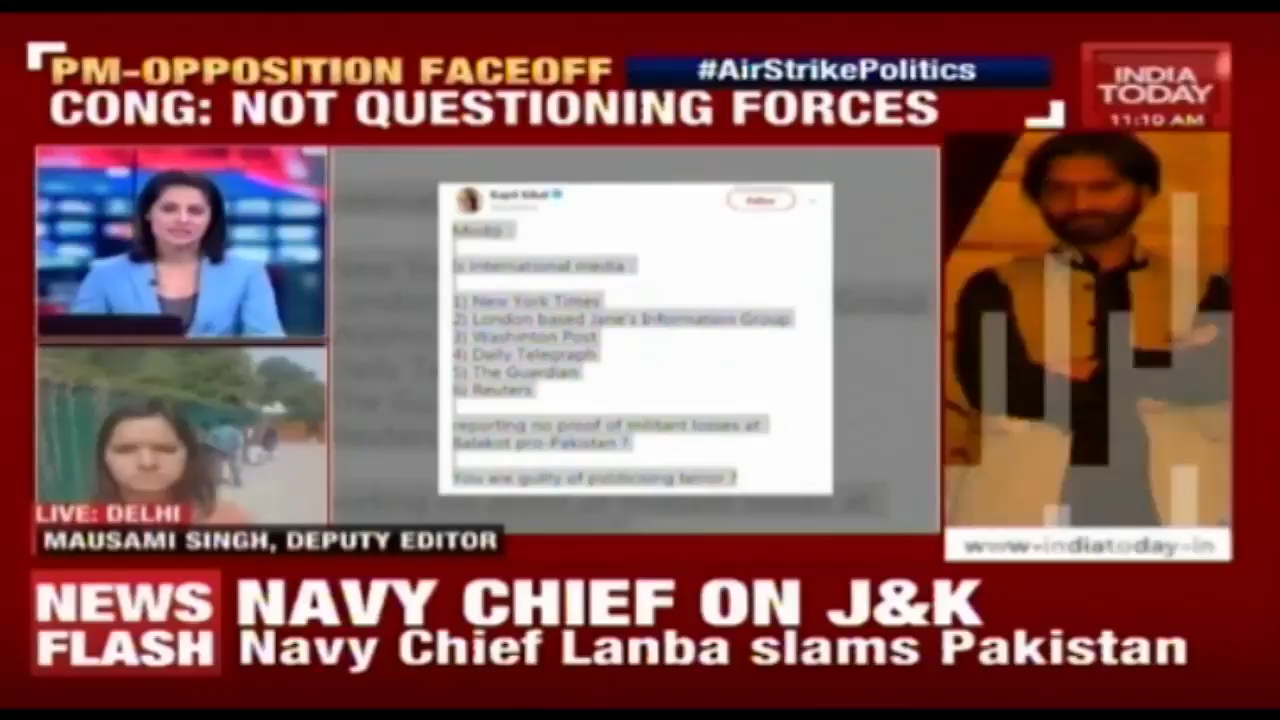 PM-OPPOSITION FACEOFF
#AirStrikePolitics
CONG: NOT QUESTIONING FORCES
INDIA
TODAY
11:10 AM
Kapil Sibal
Follow
Modiji :
Is international media :
1) New York Times
2) London based Jane's Information Group
3) Washinton Post
4) Daily Telegraph
5) The Guardian
6) Reuters
reporting no proof of militant losses at
Balakot pro-Pakistan ?
You are guilty of politicising terror ?
LIVE: DELHI
MAUSAMI SINGH, DEPUTY EDITOR
www-indiatoday-in
NEWS
FLASH
NAVY CHIEF ON J&K
Navy Chief Lanba slams Pakistan